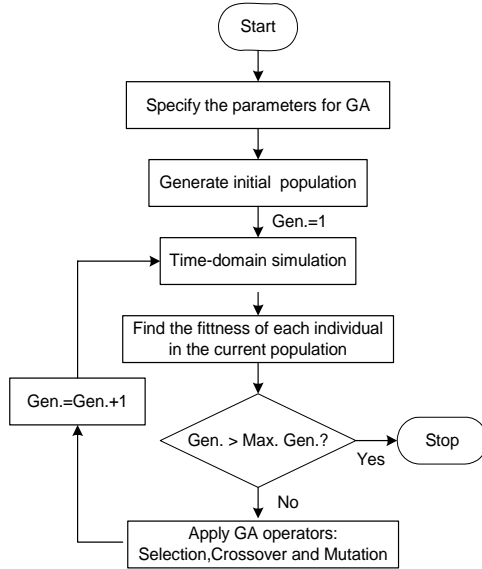 Start
Specify the parameters for GA
Generate initial population
Gen.=1
Time-domain simulation
Find the fittness of each individual
in the current population
Gen.=Gen.+1
Gen. > Max. Gen.?
Stop
Yes
No
Apply GA operators:
Selection,Crossover and Mutation